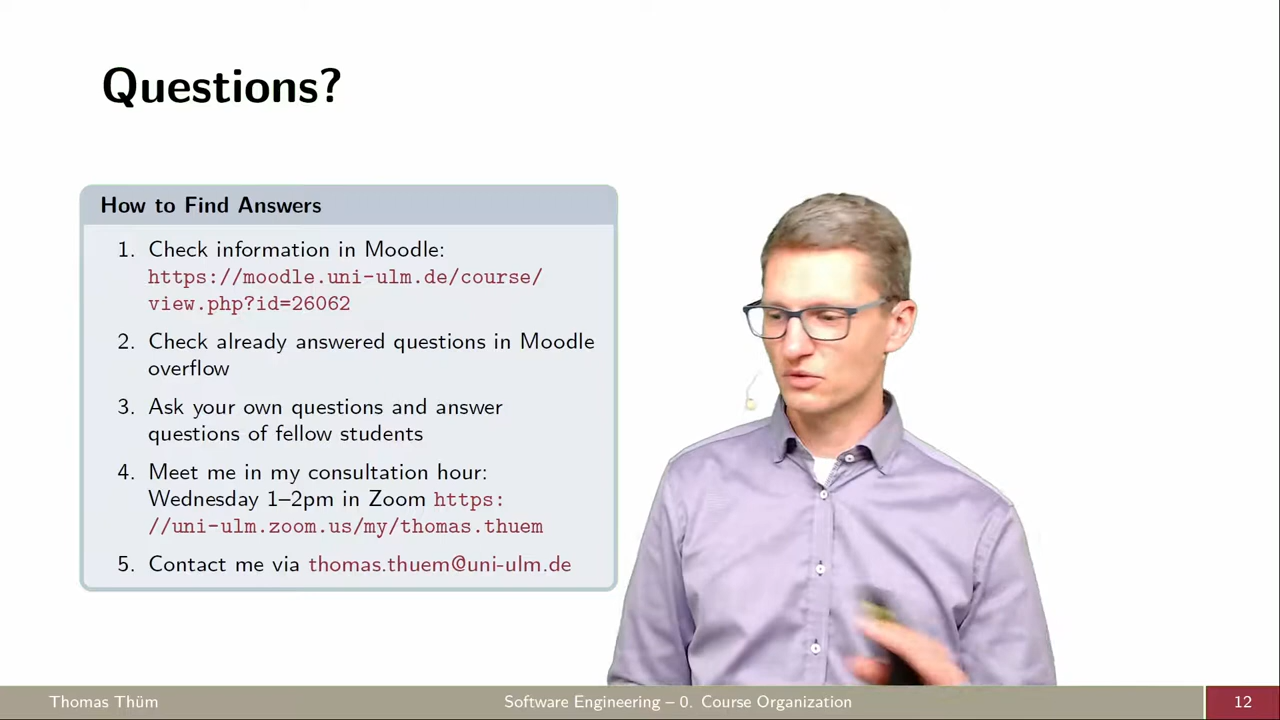 Questions?
How to Find Answers
1. Check information in Moodle:
https://moodle.uni-ulm.de/course/
view.php?id=26062
2. Check already answered questions in Moodle
overflow
3. Ask your own questions and answer
questions of fellow students
4. Meet me in my consultation hour:
Wednesday 1–2pm in Zoom https:
//uni-ulm.zoom.us/my/thomas.thuem
5. Contact me via thomas.thuem@uni-ulm.de
Thomas Thüm
Software Engineering – 0. Course Organization
12